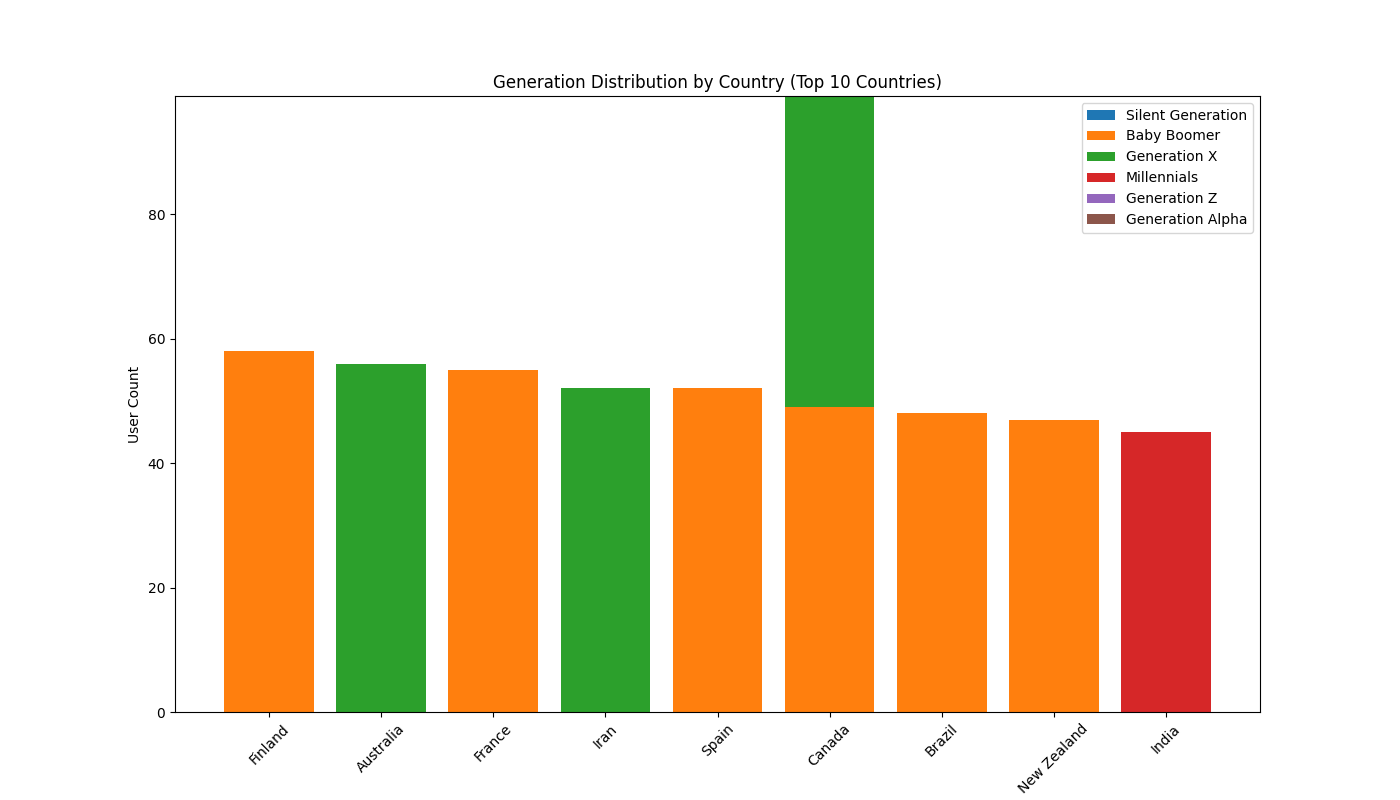 Generation Distribution by Country (Top 10 Countries)
Silent Generation
Baby Boomer
Generation X
Millennials
Generation Z
Generation Alpha
User Count
80
60
40
20
0
Finland
Australia
France
Iran
Spain
Canada
Brazil
New Zealand
India